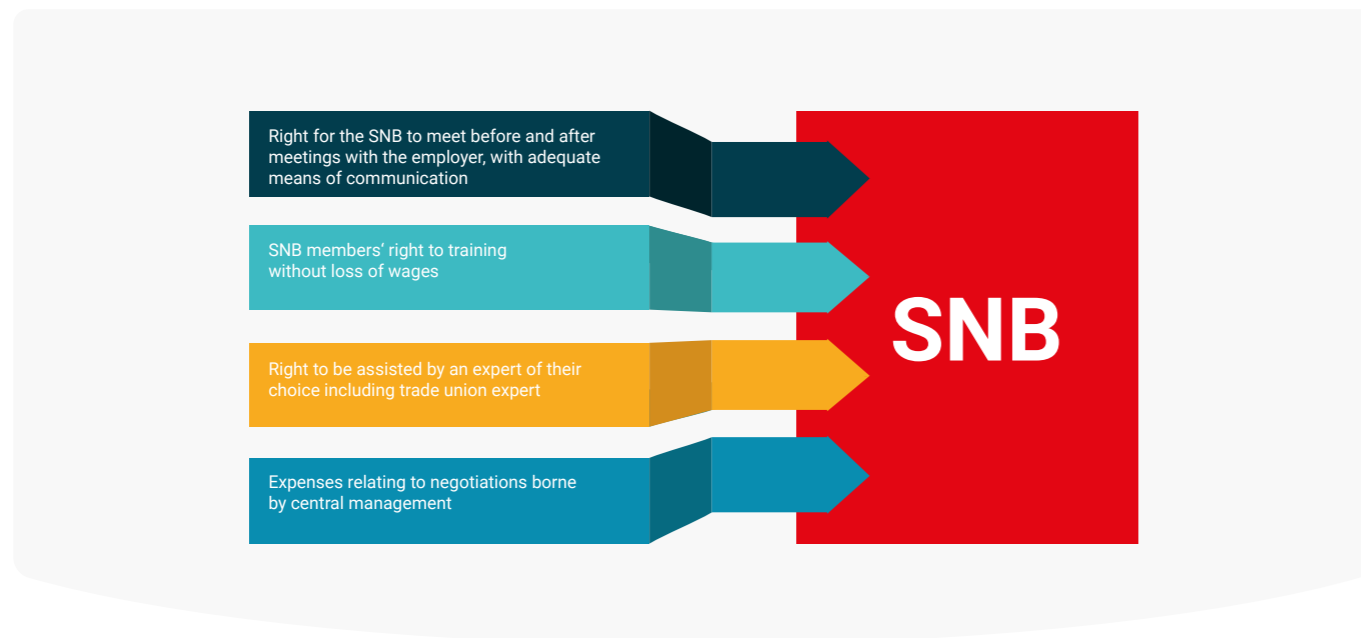 Right for the SNB to meet before and after
meetings with the employer, with adequate
means of communication
SNB members‘ right to training
without loss of wages
Right to be assisted by an expert of their
choice including trade union expert
Expenses relating to negotiations borne
by central management
SNB